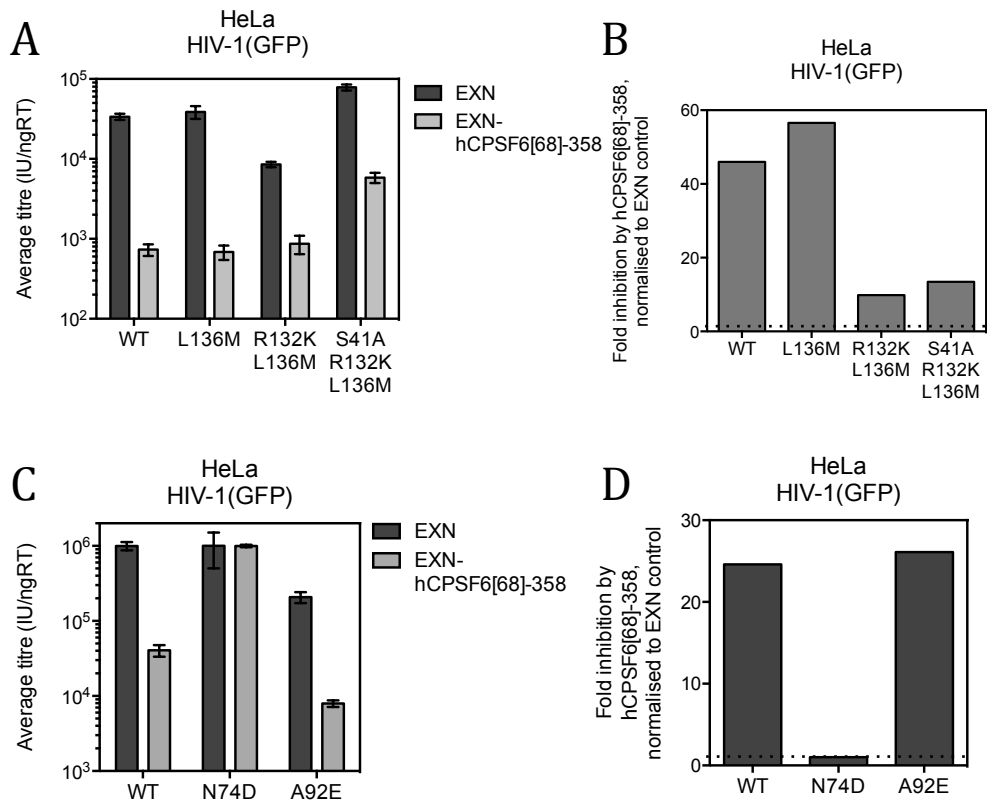 A
HeLa
HIV-1(GFP)
Average titre (IU/ngRT)
10^5
10^4
10^3
10^2
WT
L136M
R132K
L136M
S41A
R132K
L136M
EXN
EXN-
hCPSF6[68]-358
B
HeLa
HIV-1(GFP)
Fold inhibition by hCPSF6[68]-358,
normalised to EXN control
60
40
20
0
WT
L136M
R132K
L136M
S41A
R132K
L136M
C
HeLa
HIV-1(GFP)
Average titre (IU/ngRT)
10^6
10^5
10^4
10^3
WT
N74D
A92E
EXN
EXN-
hCPSF6[68]-358
D
HeLa
HIV-1(GFP)
Fold inhibition by
hCPSF6[68]-358,
normalised to EXN control
30
20
10
0
WT
N74D
A92E